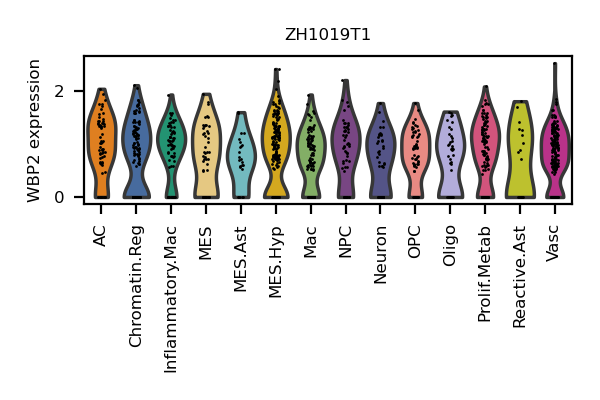 ZH1019T1
WBP2 expression
2
0
AC
Chromatin.Reg
Inflammatory.Mac
MES
MES.Ast
MES.Hyp
Mac
NPC
Neuron
OPC
Oligo
Prolif.Metab
Reactive.Ast
Vasc